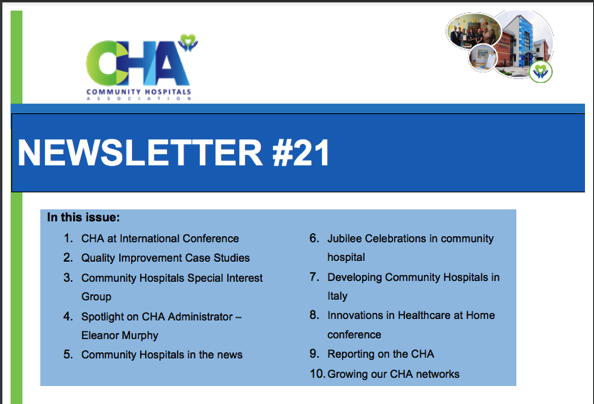 CHA
COMMUNITY HOSPITALS
ASSOCIATION
NEWSLETTER #21
In this issue:
1. CHA at International Conference
2. Quality Improvement Case Studies
3. Community Hospitals Special Interest
Group
4. Spotlight on CHA Administrator –
Eleanor Murphy
5. Community Hospitals in the news
6. Jubilee Celebrations in community
hospital
7. Developing Community Hospitals in
Italy
8. Innovations in Healthcare at Home
conference
9. Reporting on the CHA
10. Growing our CHA networks